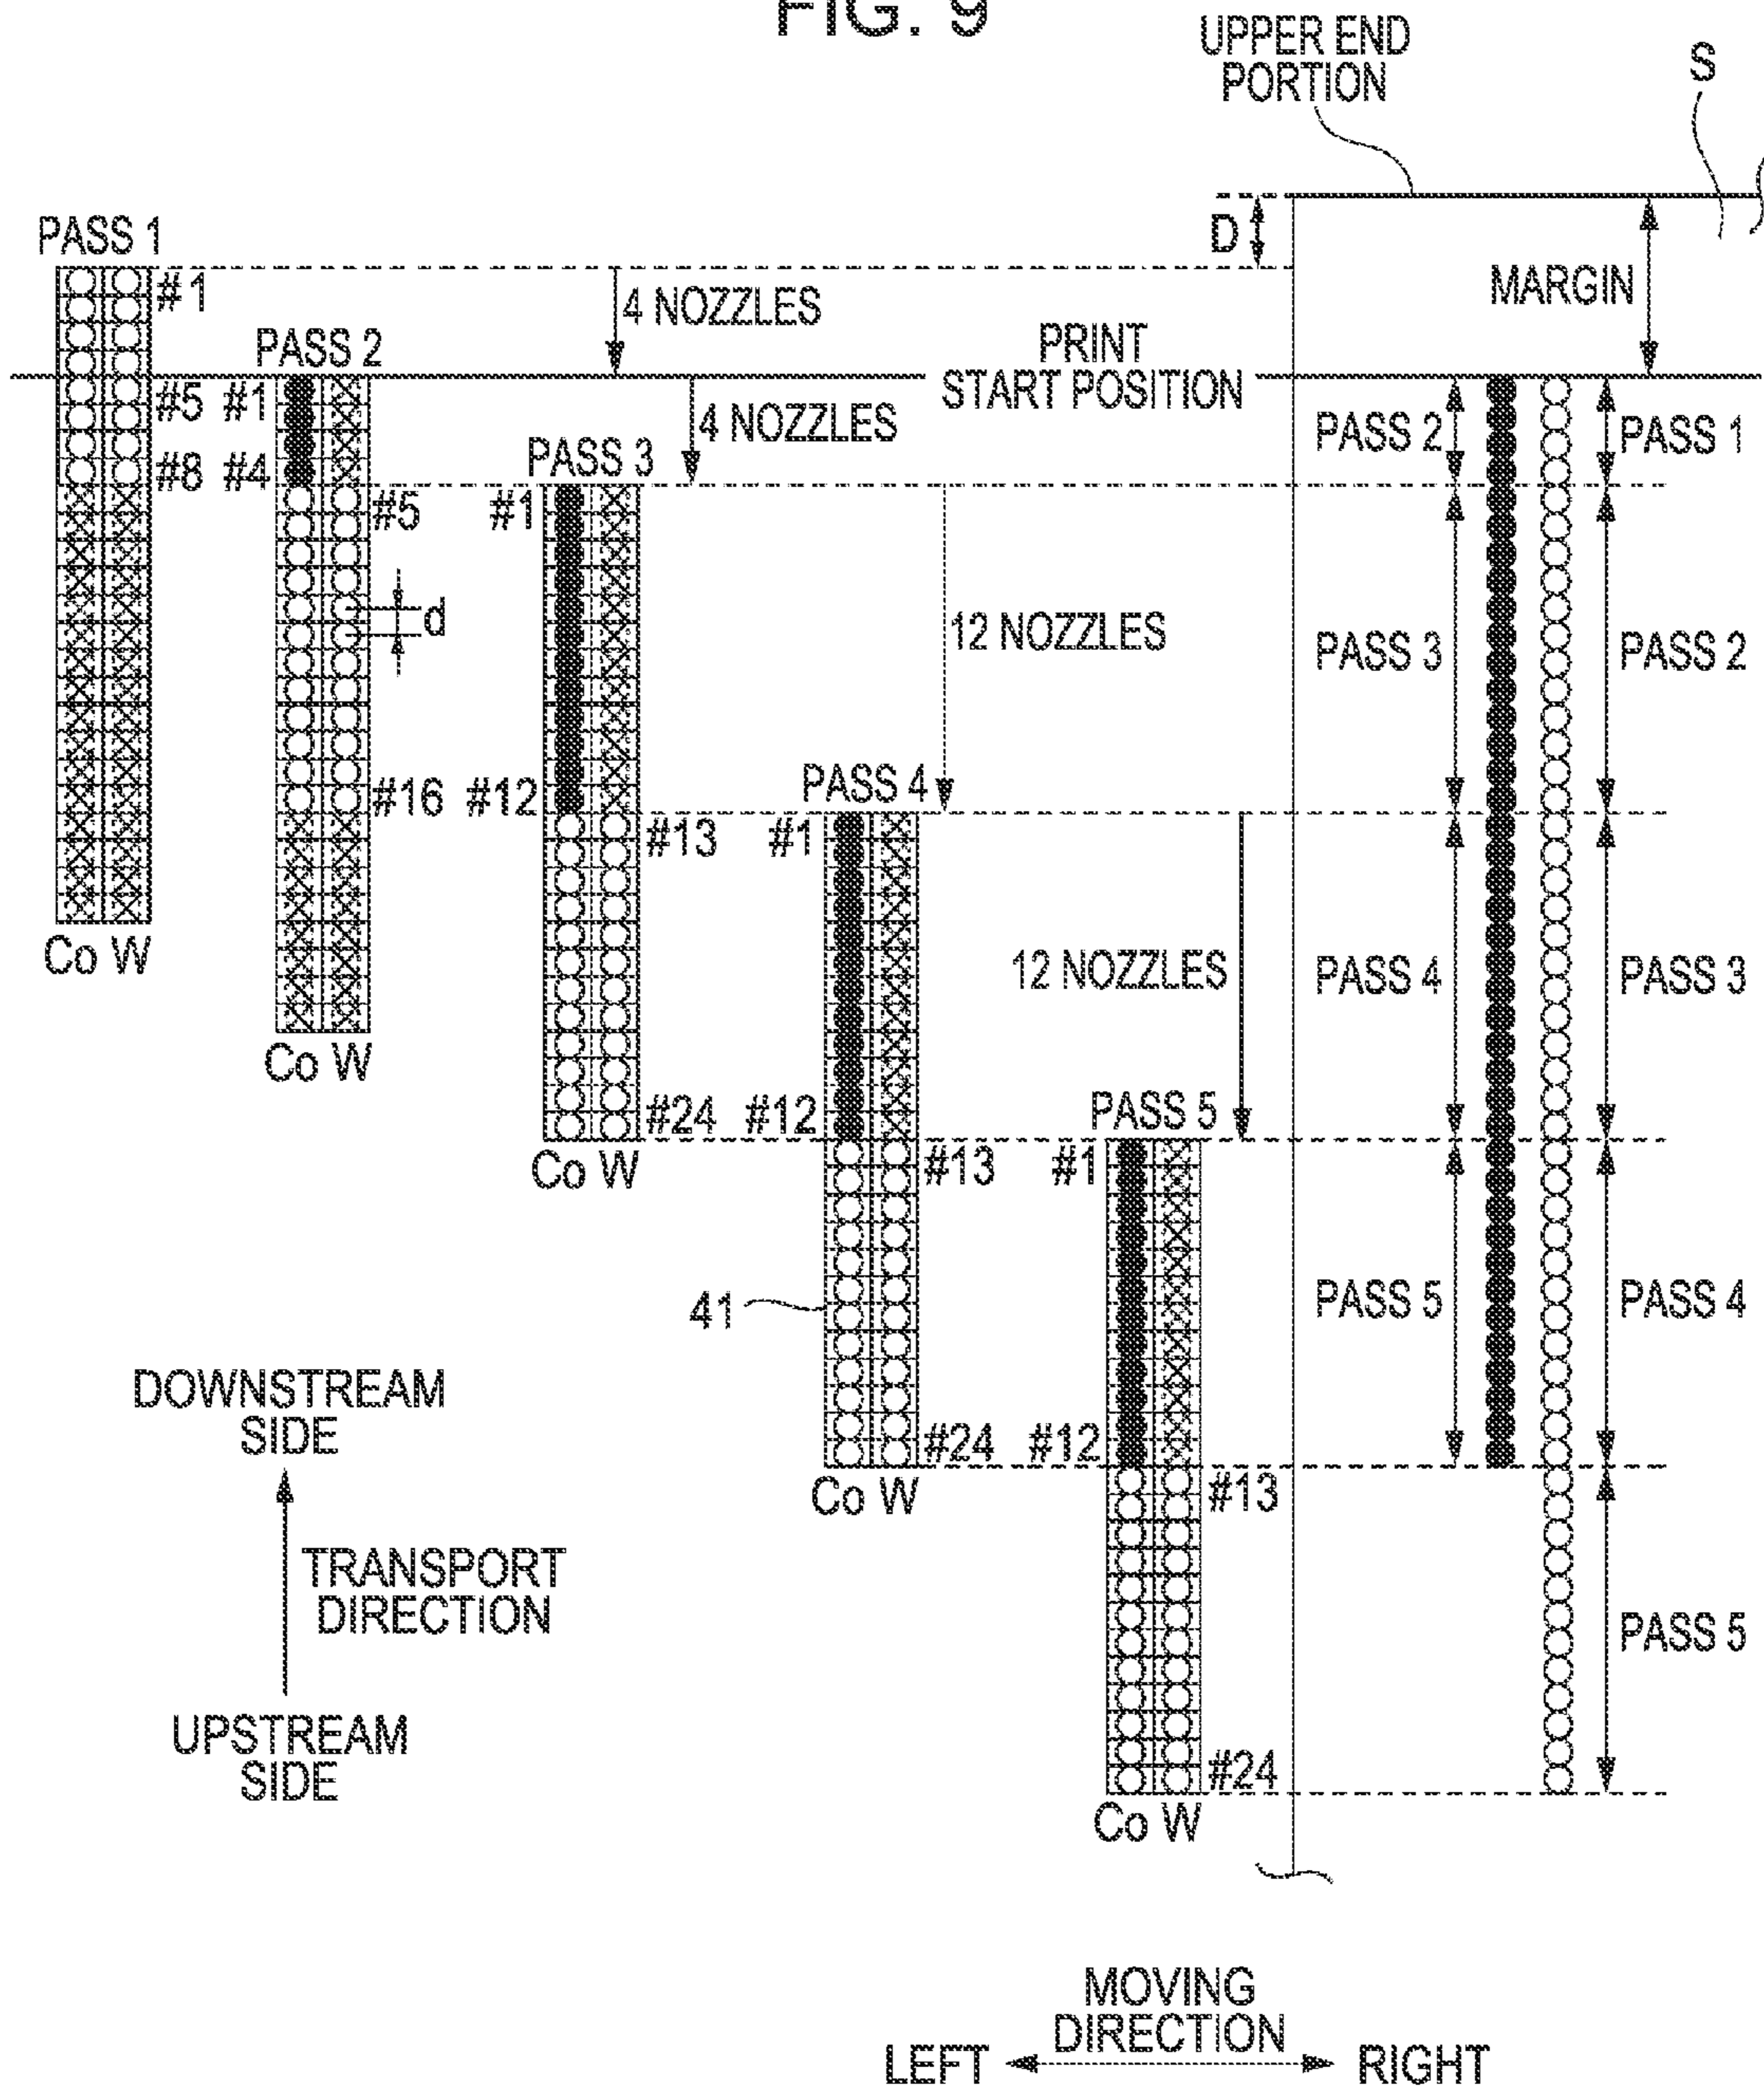 FIG. 9
UPPER END
PORTION
S
D
MARGIN
PASS 1
#1
4 NOZZLES
PASS 2
PRINT
START POSITION
#5 #1
4 NOZZLES
PASS 2
PASS 1
#8 #4
PASS 3
#5
#1
d
12 NOZZLES
PASS 3
PASS 2
#16
#12
PASS 4
#13
#1
Co W
12 NOZZLES
PASS 4
PASS 3
Co W
#24
#12
PASS 5
Co W
#13
#1
41
PASS 5
PASS 4
DOWNSTREAM
SIDE
#24
#12
Co W
#13
TRANSPORT
DIRECTION
PASS 5
UPSTREAM
SIDE
#24
Co W
MOVING
DIRECTION
LEFT
RIGHT